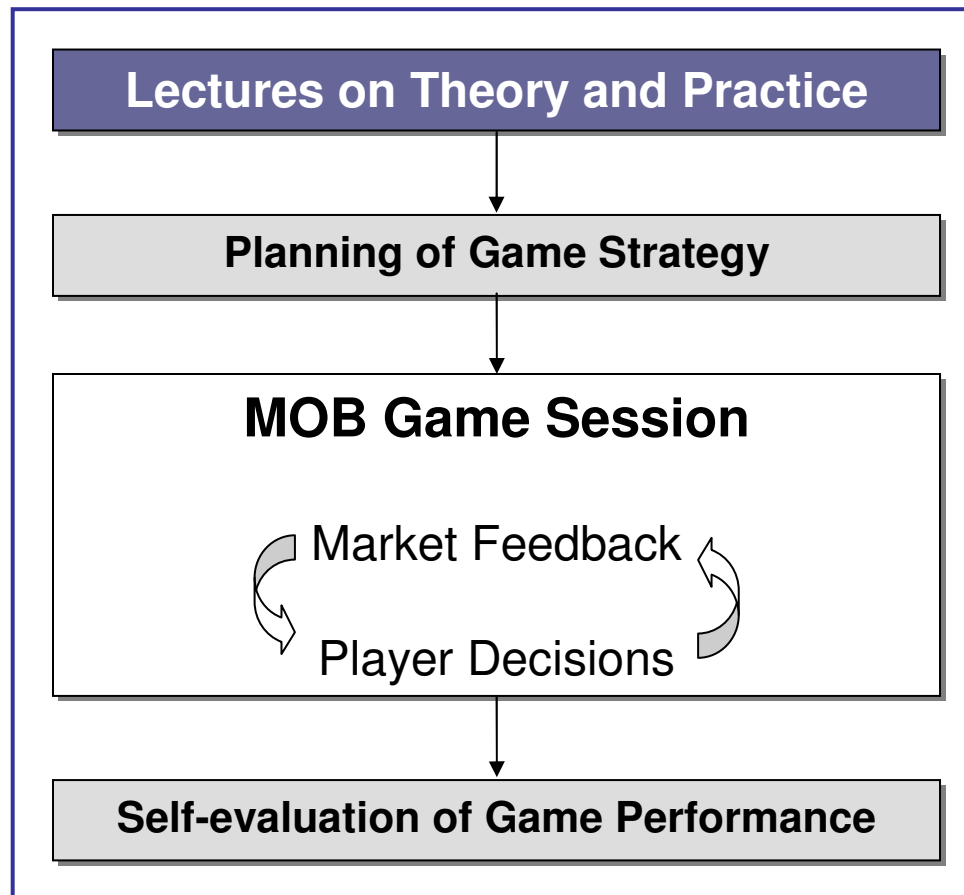 Lectures on Theory and Practice
Planning of Game Strategy
MOB Game Session
Market Feedback
Player Decisions
Self-evaluation of Game Performance